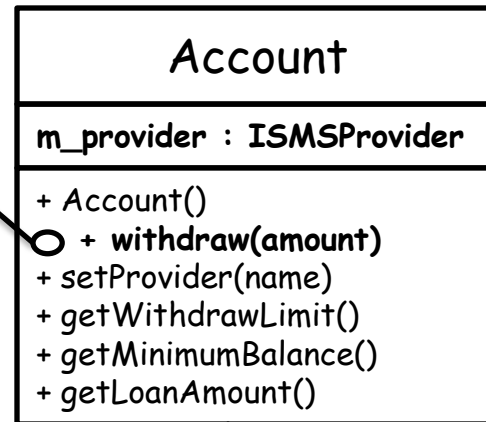 Account
m_provider : ISMSProvider
+ Account()
+ withdraw(amount)
+ setProvider(name)
+ getWithdrawLimit()
+ getMinimumBalance()
+ getLoanAmount()